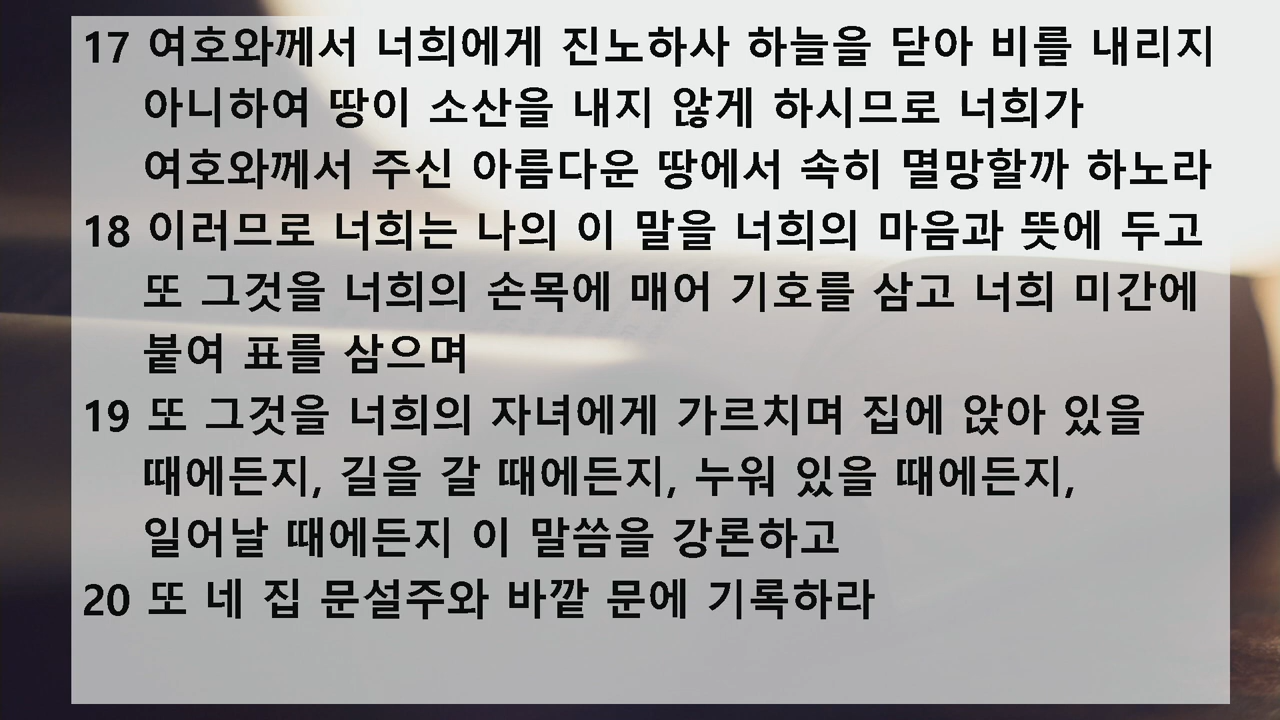 17 여호와께서 너희에게 진노하사 하늘을 닫아 비를 내리지
아니하여 땅이 소산을 내지 않게 하시므로 너희가
여호와께서 주신 아름다운 땅에서 속히 멸망할까 하노라
18 이러므로 너희는 나의 이 말을 너희의 마음과 뜻에 두고
또 그것을 너희의 손목에 매어 기호를 삼고 너희 미간에
붙여 표를 삼으며
19 또 그것을 너희의 자녀에게 가르치며 집에 앉아 있을
때에든지, 길을 갈 때에든지, 누워 있을 때에든지,
일어날 때에든지 이 말씀을 강론하고
20 또 네 집 문설주와 바깥 문에 기록하라